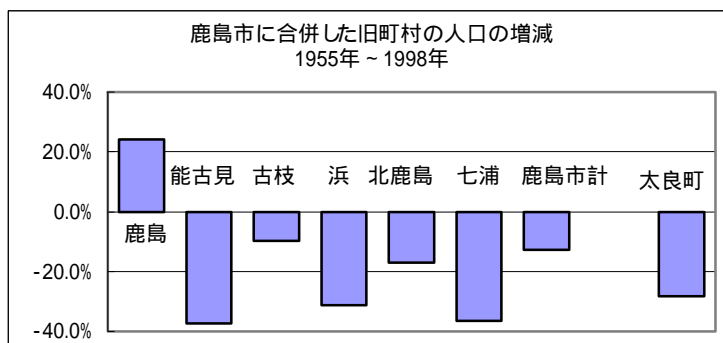 鹿島市に合併した旧町村の人口の増減
1955年 ~ 1998年
40.0%
20.0%
0.0%
-20.0%
-40.0%
能古見 古枝 浜 北鹿島 七浦 鹿島市計 太良町
鹿島